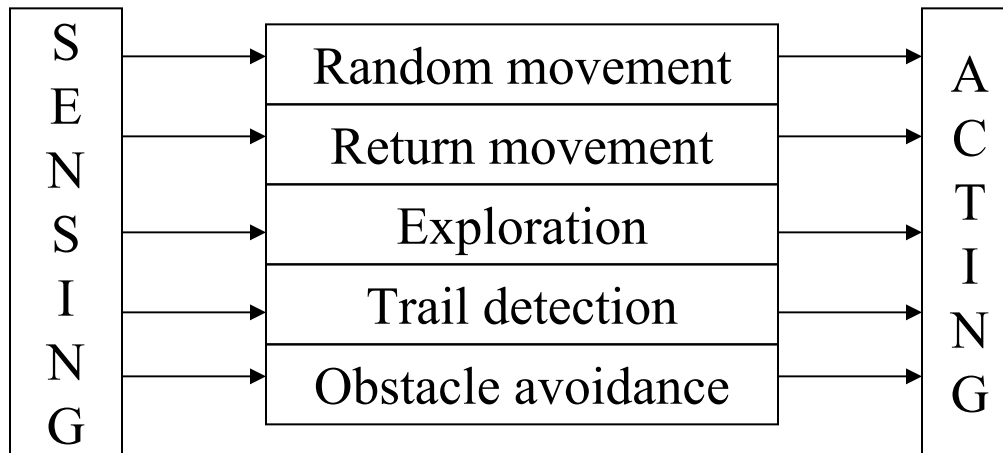 SENSING
Random movement
Return movement
Exploration
Trail detection
Obstacle avoidance
ACTING